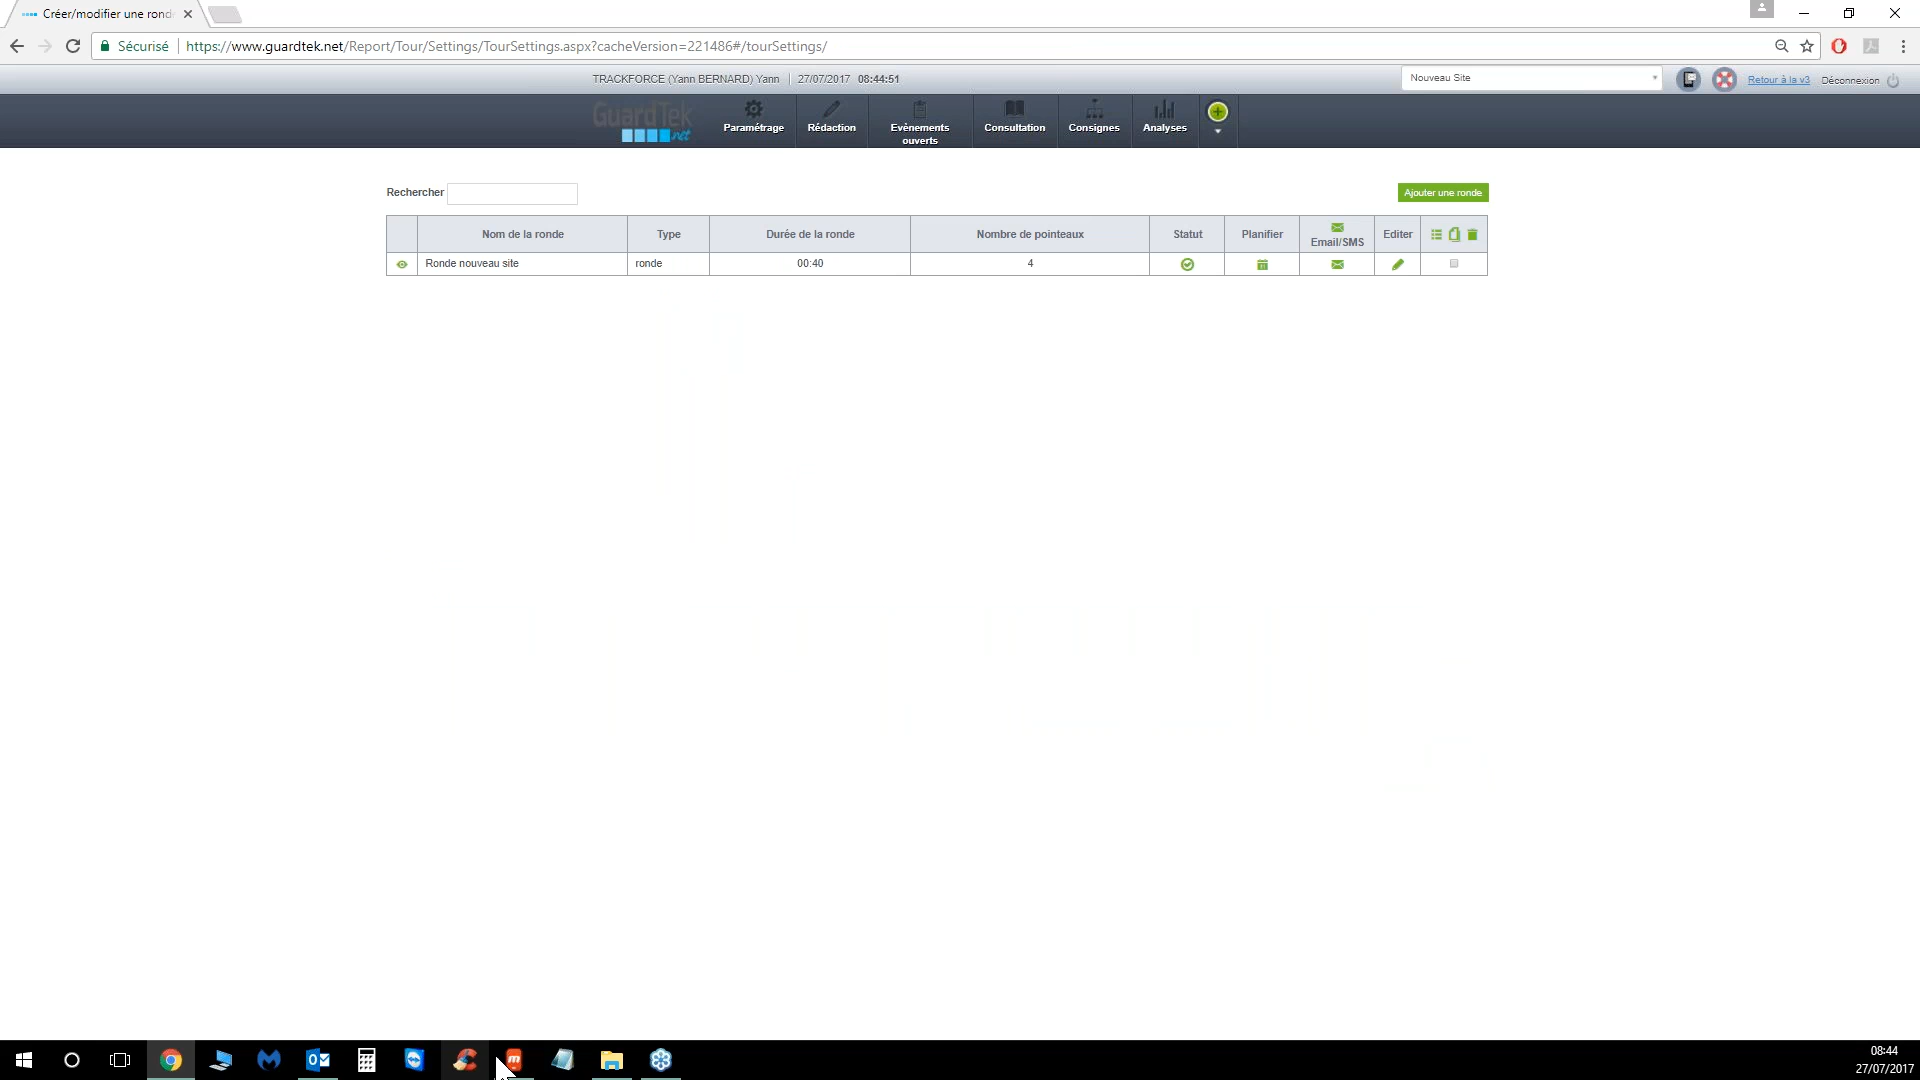 Créer/modifier une rond
Sécurisé https://www.guardtek.net/Report/Tour/Settings/TourSettings.aspx?cacheVersion=221486#/tourSettings/
TRACKFORCE (Yann BERNARD) Yann 27/07/2017 08:44:51 Nouveau Site Retour à la v3 Déconnexion
GuardTek
.net
Paramétrage Rédaction Evènements ouverts Consultation Consignes Analyses
Rechercher Ajouter une ronde
Nom de la ronde Type Durée de la ronde Nombre de pointeaux Statut Planifier Email/SMS Editer
Ronde nouveau site ronde 00:40 4
08:44
27/07/2017